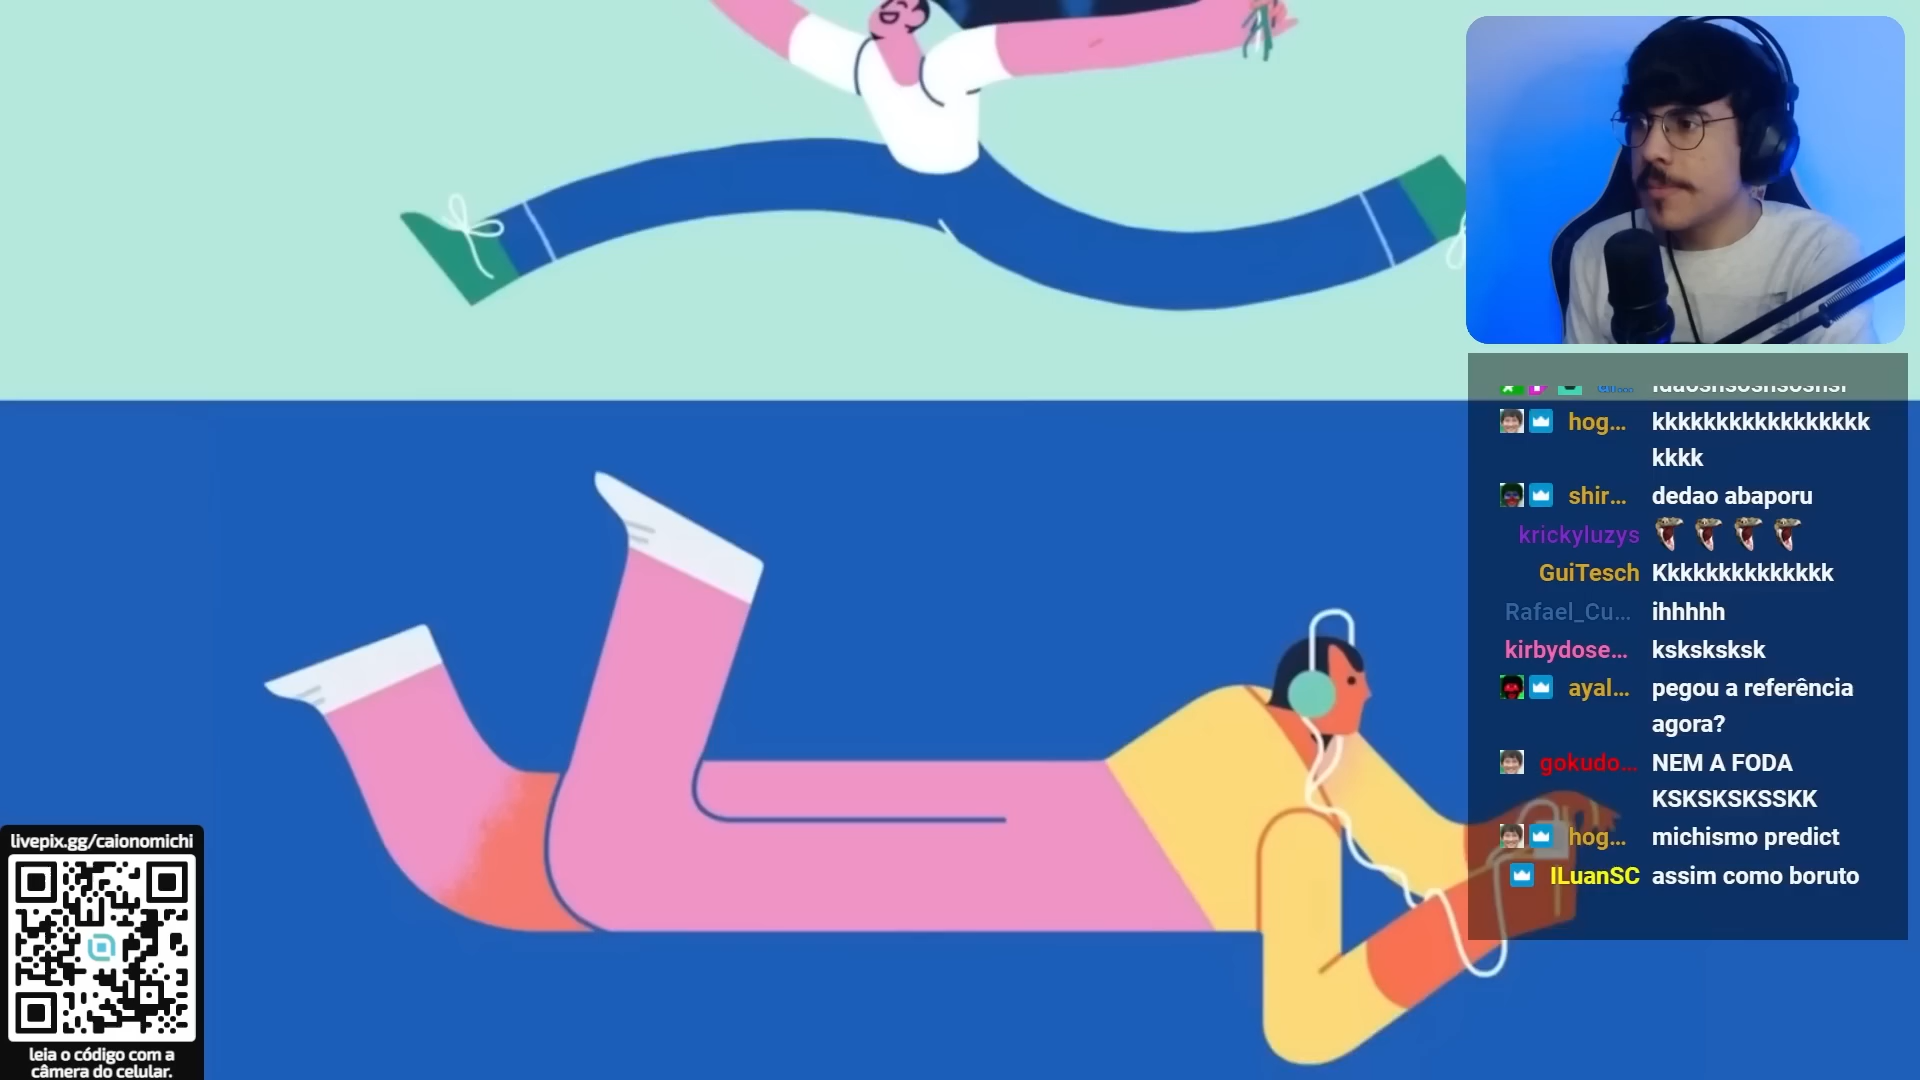 hog... kkkkkkkkkkkkkkkkk
kkkk
shir... dedao abaporu
krickyluzys
GuiTesch Kkkkkkkkkkkkkk
Rafael_Cu... ihhhhh
kirbydose... ksksksksk
ayal... pegou a referência
agora?
gokudo... NEM A FODA
KSKSKSKSSKK
hog... michismo predict
ILuanSC assim como boruto
livepix.gg/caionomichi
leia o código com a
câmera do celular.